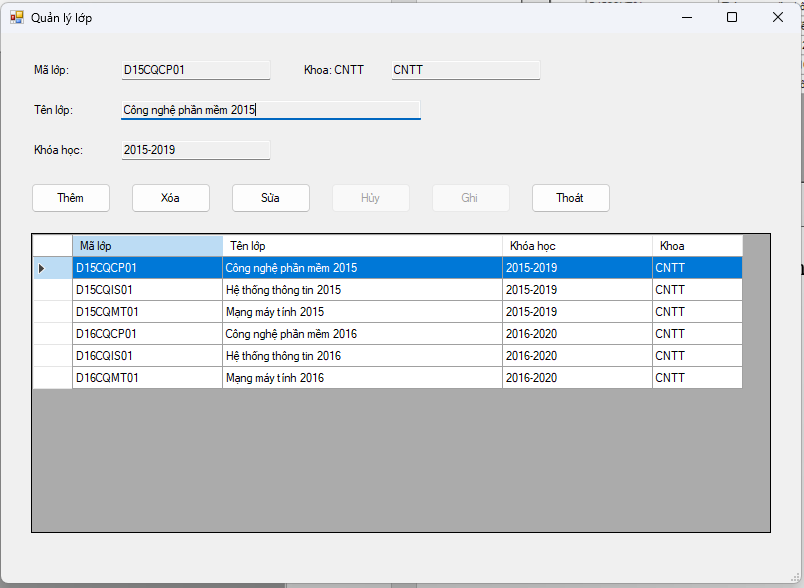 Quản lý lớp
Mã lớp: D15CQCP01 Khoa: CNTT CNTT
Tên lớp: Công nghệ phần mềm 2015
Khóa học: 2015-2019
Thêm Xóa Sửa Hủy Ghi Thoát
Mã lớp Tên lớp Khóa học Khoa
D15CQCP01 Công nghệ phần mềm 2015 2015-2019 CNTT
D15CQIS01 Hệ thống thông tin 2015 2015-2019 CNTT
D15CQMT01 Mạng máy tính 2015 2015-2019 CNTT
D16CQCP01 Công nghệ phần mềm 2016 2016-2020 CNTT
D16CQIS01 Hệ thống thông tin 2016 2016-2020 CNTT
D16CQMT01 Mạng máy tính 2016 2016-2020 CNTT